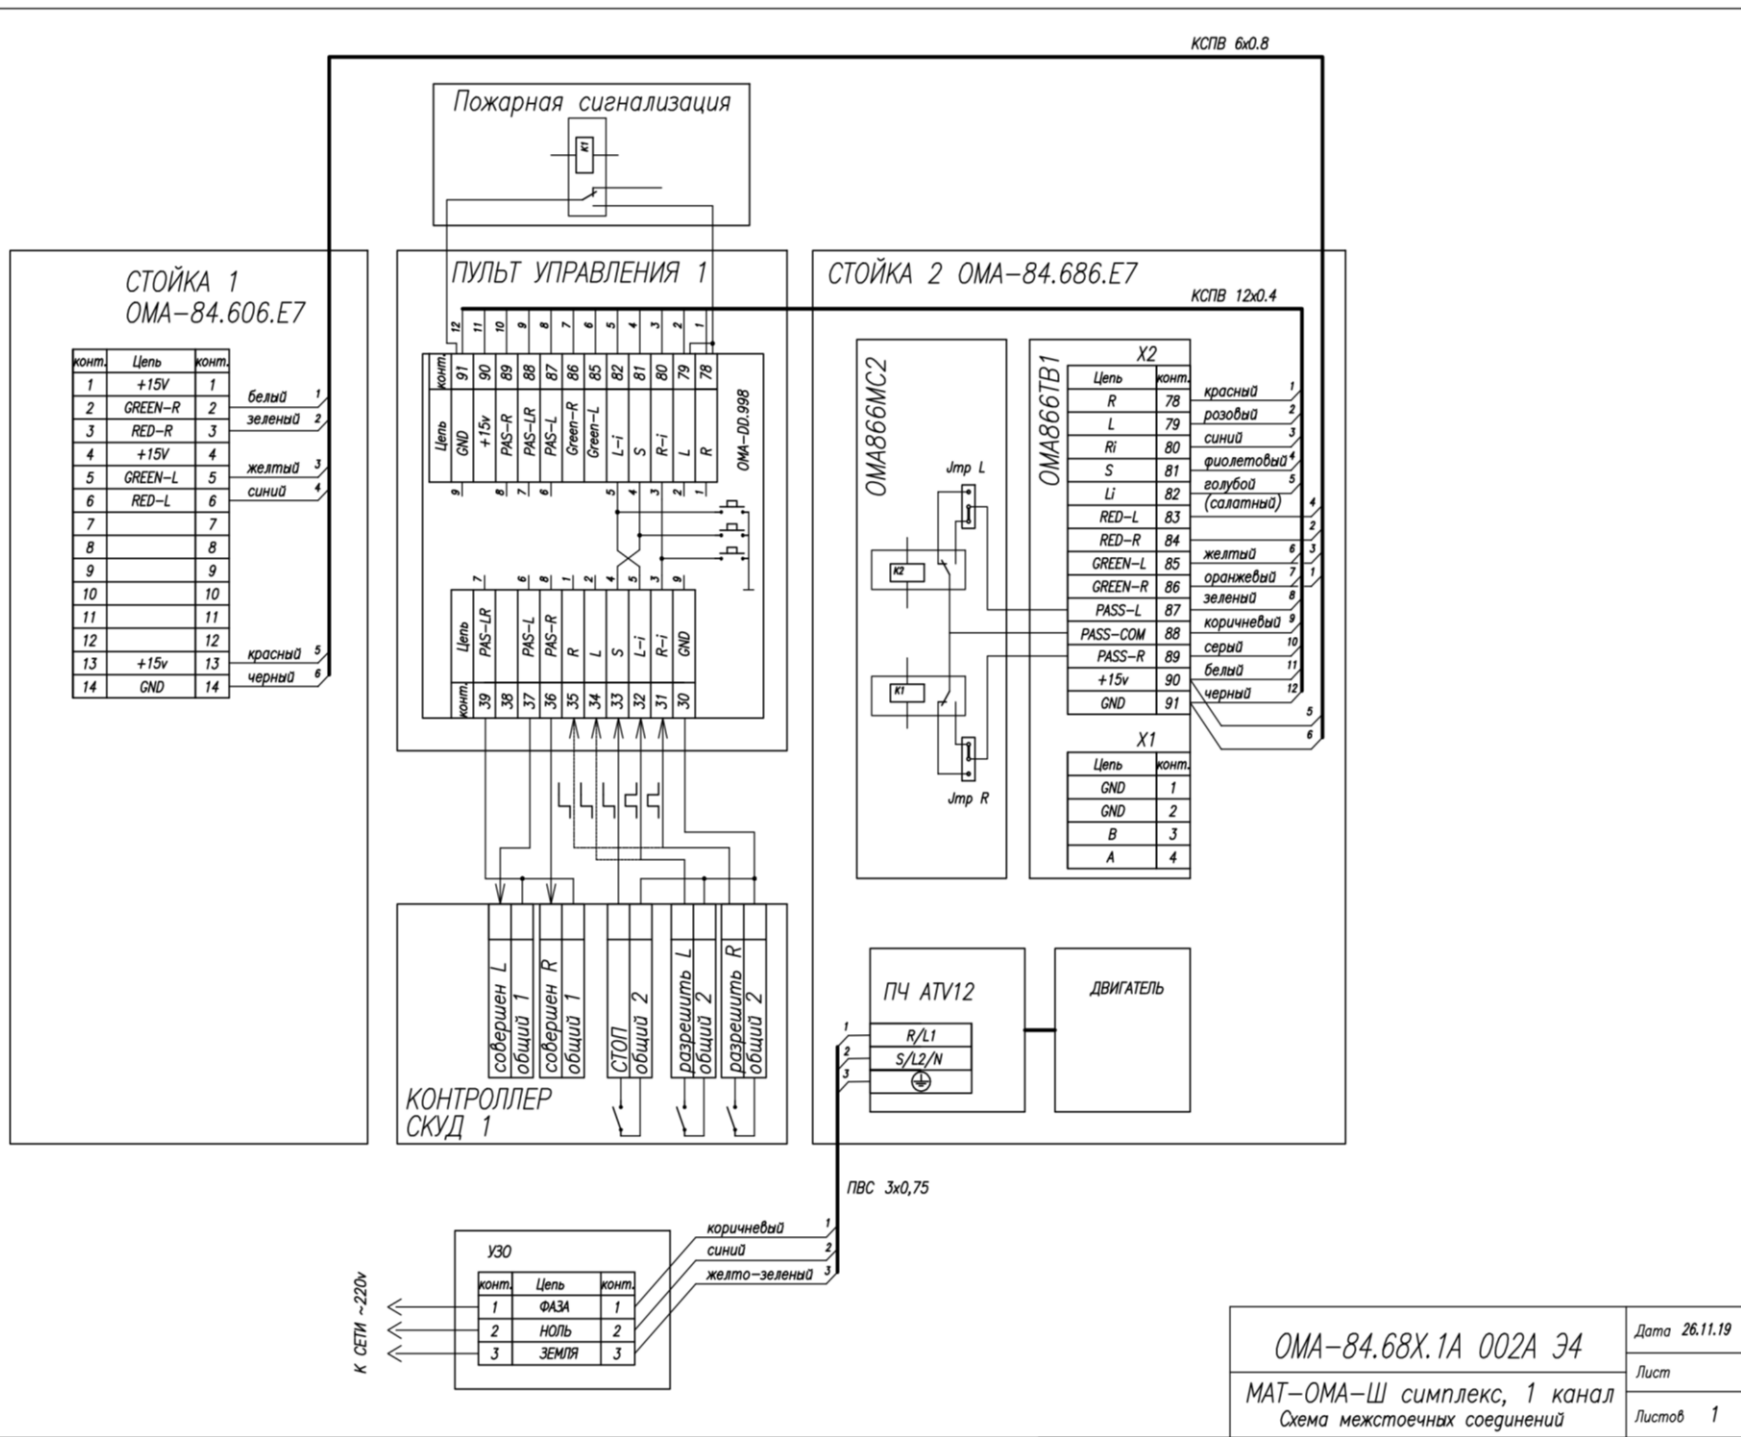 КСПВ 6x0.8
Пожарная сигнализация
К1
СТОЙКА 1
ОМА-84.606.Е7
конт. Цепь конт.
1 +15V 1
2 GREEN-R 2 белый 1
3 RED-R 3 зеленый 2
4 +15V 4
5 GREEN-L 5 желтый 3
6 RED-L 6 синий 4
7 7
8 8
9 9
10 10
11 11
12 12
13 +15v 13 красный 5
14 GND 14 черный 6
ПУЛЬТ УПРАВЛЕНИЯ 1
12 11 10 9 8 7 6 5 4 3 2 1
конт. 91 90 89 88 87 86 85 82 81 80 79 78
Цепь GND +15v PAS-R PAS-LR PAS-L Green-R Green-L L-i S R-i L R
ОМА-DD.998
9 8 7 6 5 4 3 2 1
7 6 8 1 2 4 5 3 9
Цепь PAS-LR PAS-L PAS-R R L S L-i R-i GND
конт. 39 38 37 36 35 34 33 32 31 30
совершен L
общий 1
совершен R
общий 1
СТОП
общий 2
разрешить L
общий 2
разрешить R
общий 2
КОНТРОЛЛЕР
СКУД 1
СТОЙКА 2 ОМА-84.686.Е7
КСПВ 12x0.4
ОМА866МС2
Jmp L
К2
К1
Jmp R
ОМА866ТВ1
X2
Цепь конт.
R 78 красный 1
L 79 розовый 2
Ri 80 синий 3
S 81 фиолетовый 4
Li 82 голубой 5
(салатный)
RED-L 83 4
RED-R 84 2
GREEN-L 85 желтый 6 3
GREEN-R 86 оранжевый 7 1
PASS-L 87 зеленый 8
PASS-COM 88 коричневый 9
PASS-R 89 серый 10
+15v 90 белый 11
GND 91 черный 12
5
6
X1
Цепь конт.
GND 1
GND 2
B 3
A 4
ПЧ ATV12
1 R/L1
2 S/L2/N
3
ДВИГАТЕЛЬ
ПВС 3x0,75
УЗО
конт. Цепь конт.
1 ФАЗА 1
2 НОЛЬ 2
3 ЗЕМЛЯ 3
коричневый 1
синий 2
желто-зеленый 3
К СЕТИ ~220v
ОМА-84.68Х.1А 002А Э4
МАТ-ОМА-Ш симплекс, 1 канал
Схема межстоечных соединений
Дата 26.11.19
Лист
Листов 1